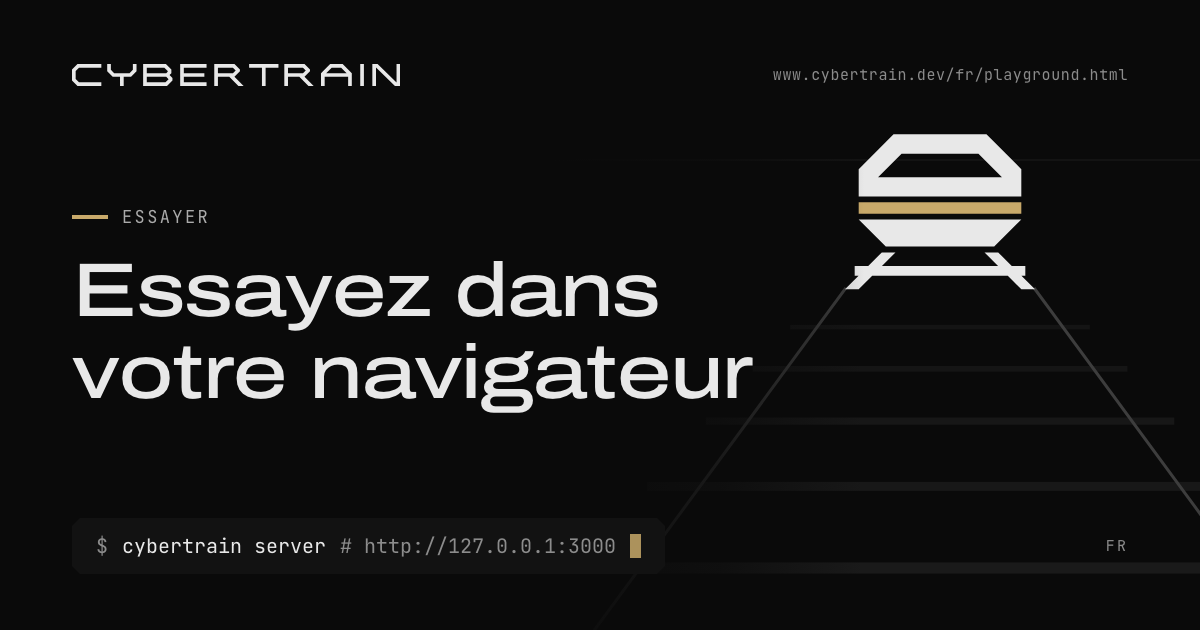 CYBERTRAIN
www.cybertrain.dev/fr/playground.html
ESSAYER
Essayez dans
votre navigateur
$ cybertrain server # http://127.0.0.1:3000
FR